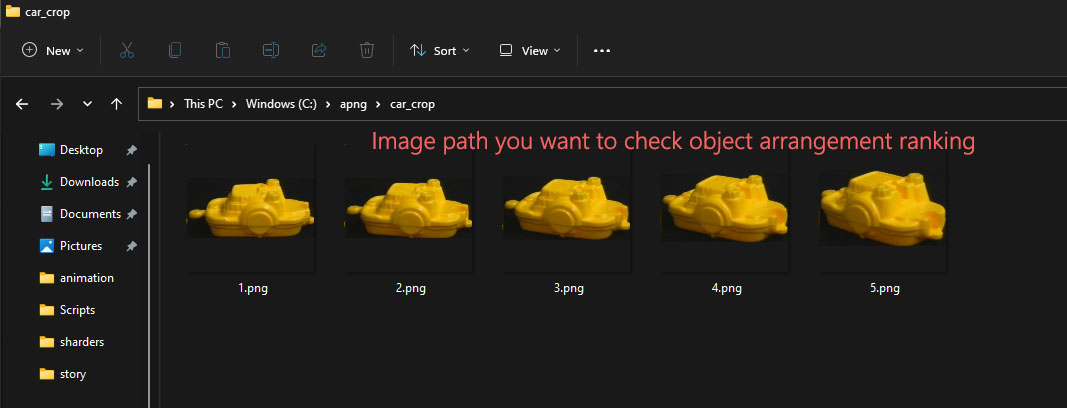 car_crop
New
Sort
View
This PC
Windows (C:)
apng
car_crop
Image path you want to check object arrangement ranking
Desktop
Downloads
Documents
Pictures
animation
Scripts
sharders
story
1.png
2.png
3.png
4.png
5.png